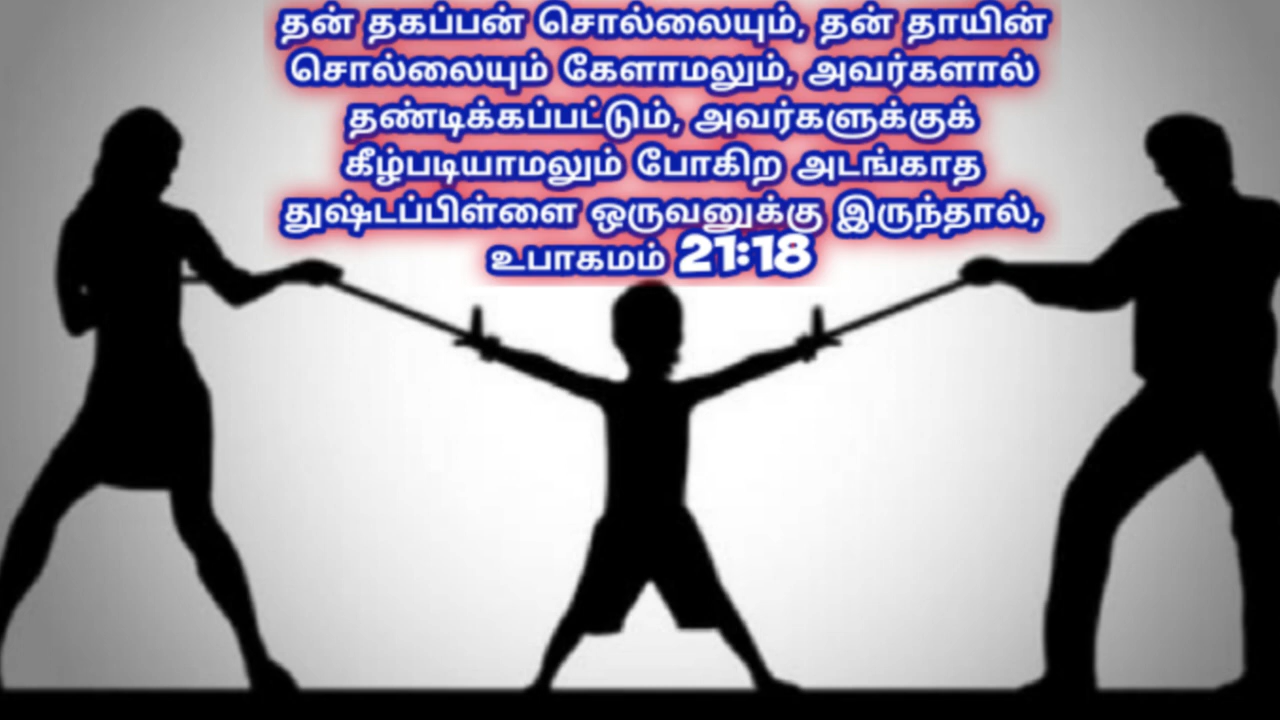 தன் தகப்பன் சொல்லையும், தன் தாயின்
சொல்லையும் கேளாமலும், அவர்களால்
தண்டிக்கப்பட்டும், அவர்களுக்குக்
கீழ்படியாமலும் போகிற அடங்காத
துஷ்டப்பிள்ளை ஒருவனுக்கு இருந்தால்,
உபாகமம் 21:18